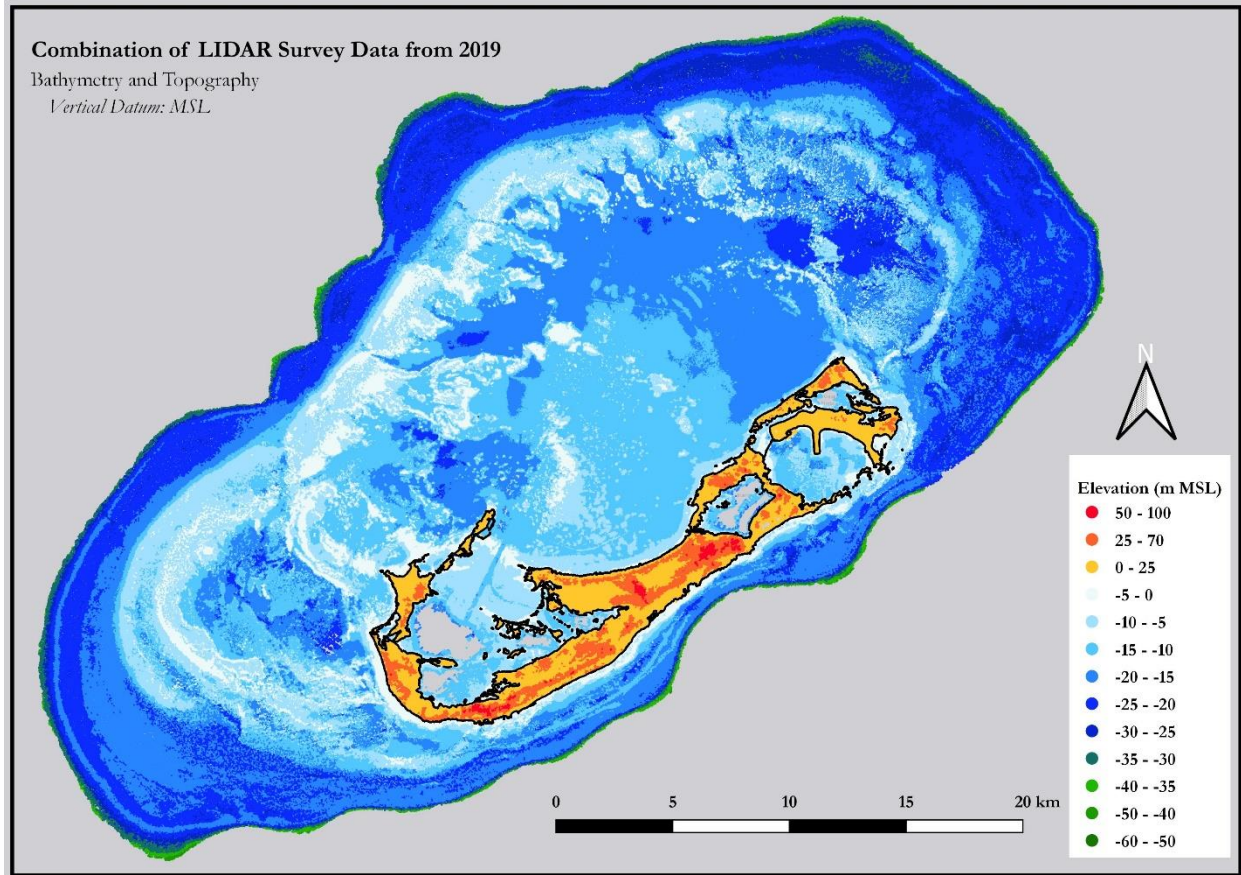 Combination of LIDAR Survey Data from 2019
Bathymetry and Topography
Vertical Datum: MSL
N
Elevation (m MSL)
50 - 100
25 - 70
0 - 25
-5 - 0
-10 - -5
-15 - -10
-20 - -15
-25 - -20
-30 - -25
-35 - -30
-40 - -35
-50 - -40
-60 - -50
0 5 10 15 20 km